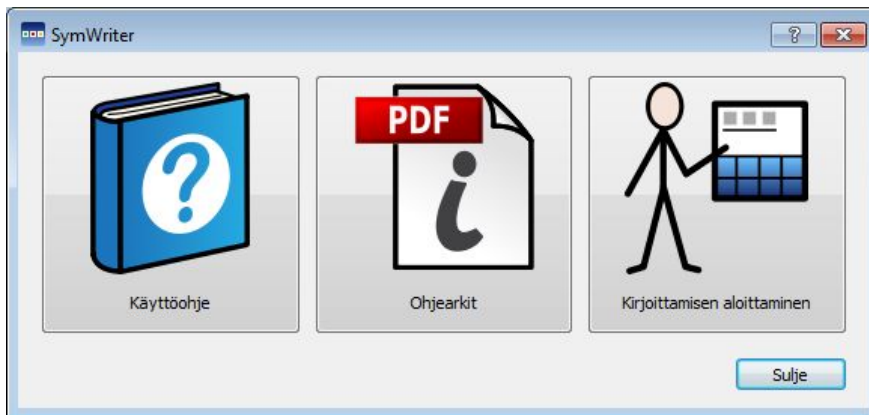 SymWriter
PDF
i
Käyttöohje
Ohjearkit
Kirjoittamisen aloittaminen
Sulje